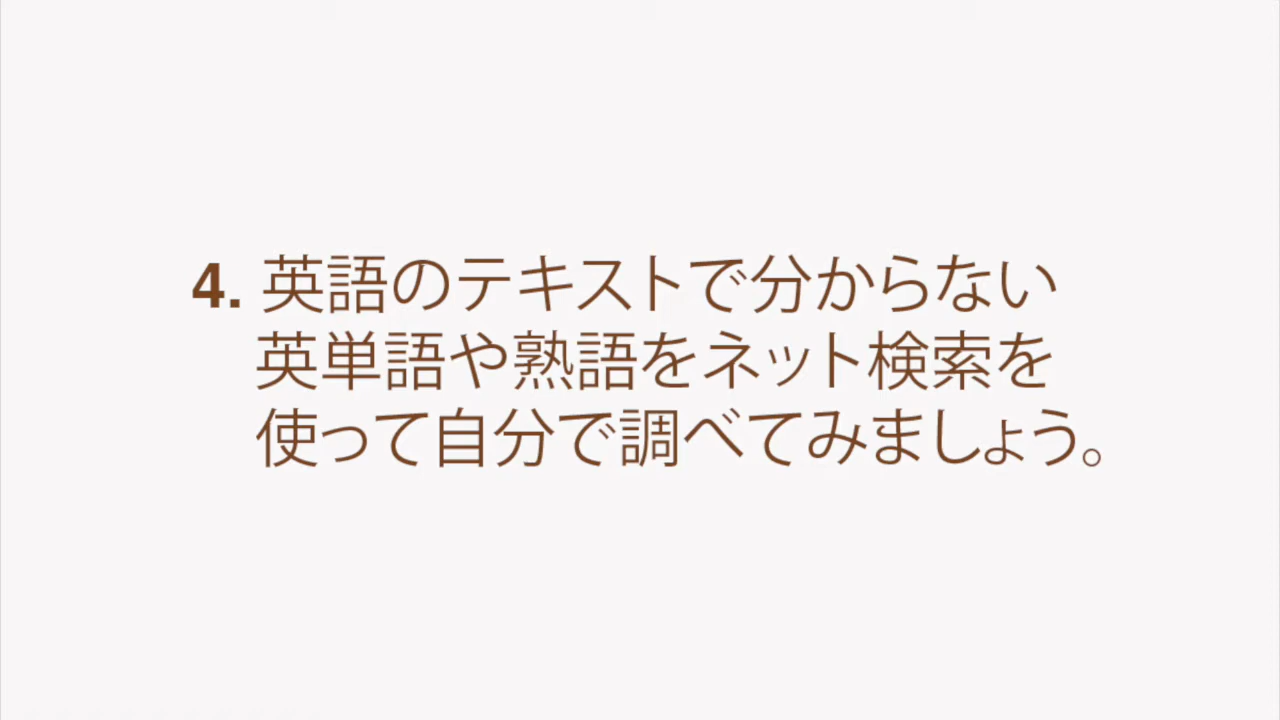 4. 英語のテキストで分からない
英単語や熟語をネット検索を
使って自分で調べてみましょう。